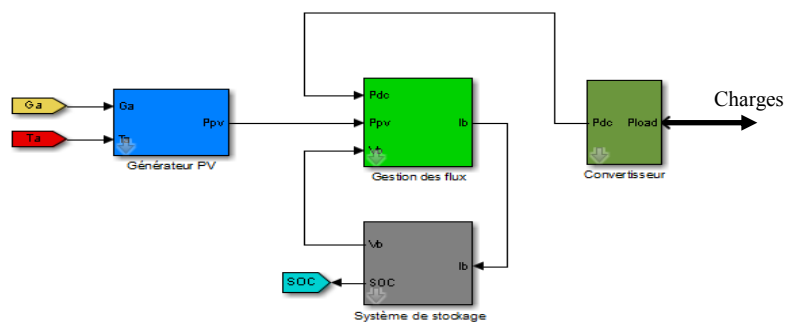 Ga
Ta
Ga
Ta
Ppv
Générateur PV
Pdc
Ppv
Vb
Ib
Gestion des flux
Pdc
Pload
Convertisseur
Charges
Vb
SOC
Ib
SOC
Système de stockage